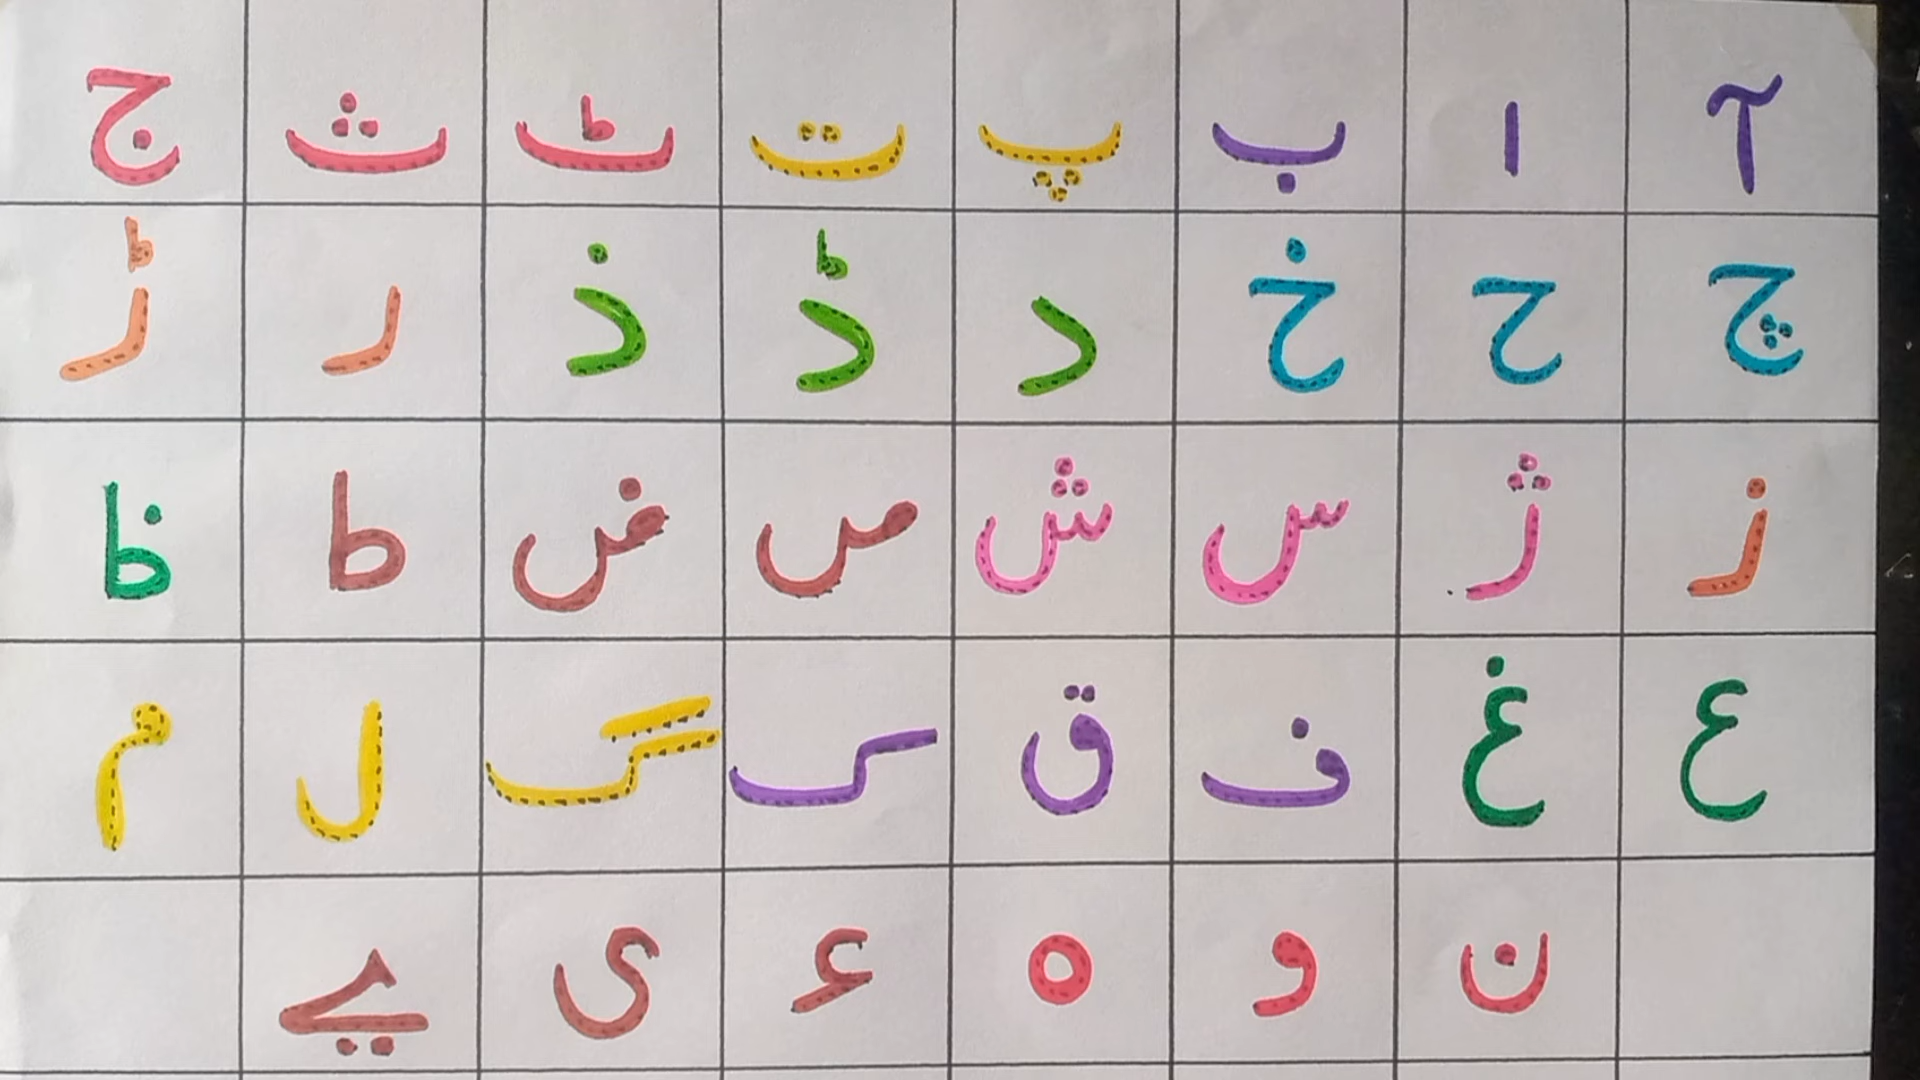 آ ا ب پ ت ٹ ث ج
چ ح خ د ڈ ذ ر ڑ
ز ژ س ش ص ض ط ظ
ع غ ف ق ک گ ل م
ن و ہ ء ی ے